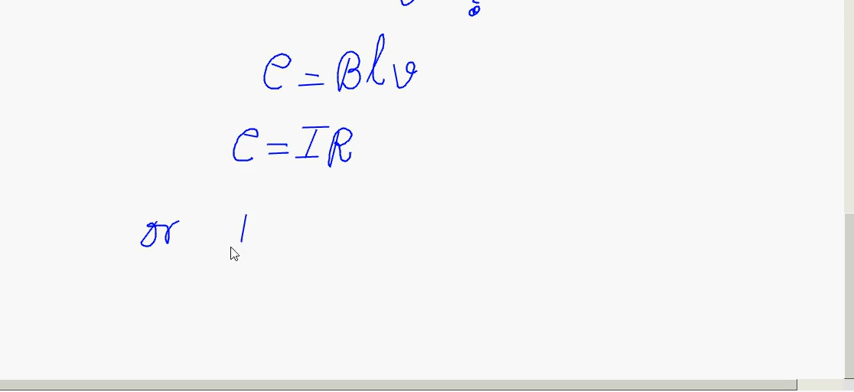 e = Blv
e = IR
or